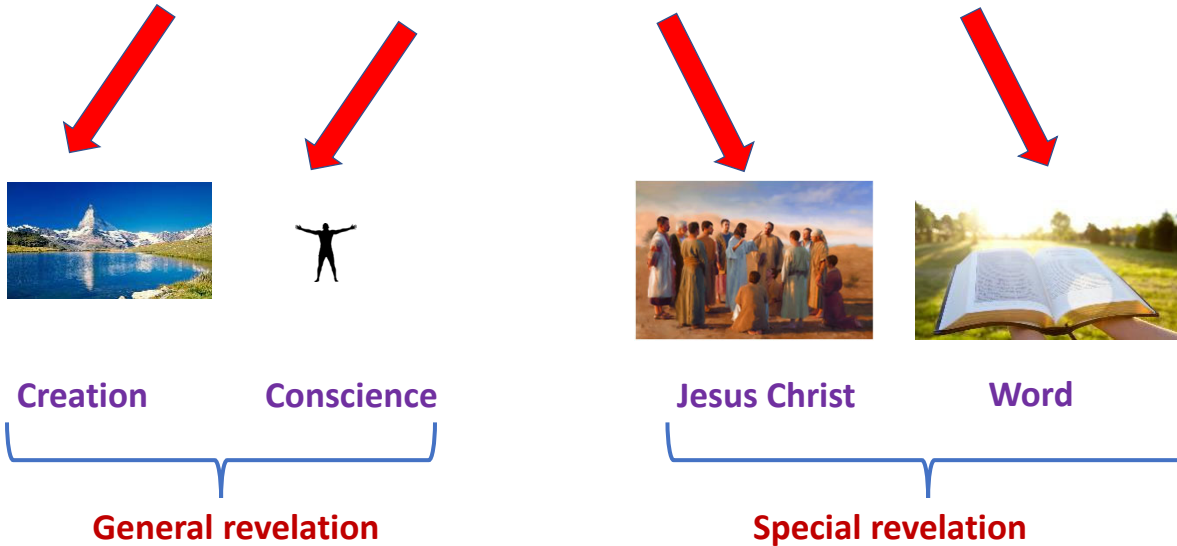 Creation
Conscience
Jesus Christ
Word
General revelation
Special revelation